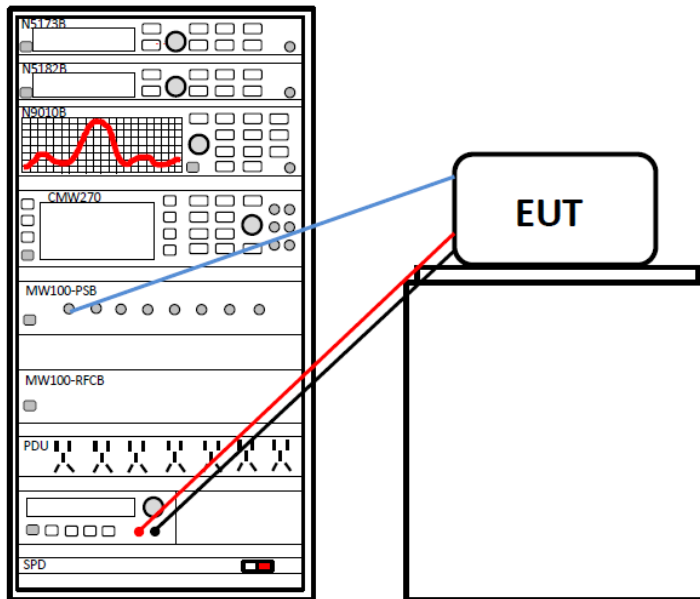 N5173B
N5182B
N9010B
CMW270
EUT
MW100-PSB
MW100-RFCB
PDU
SPD